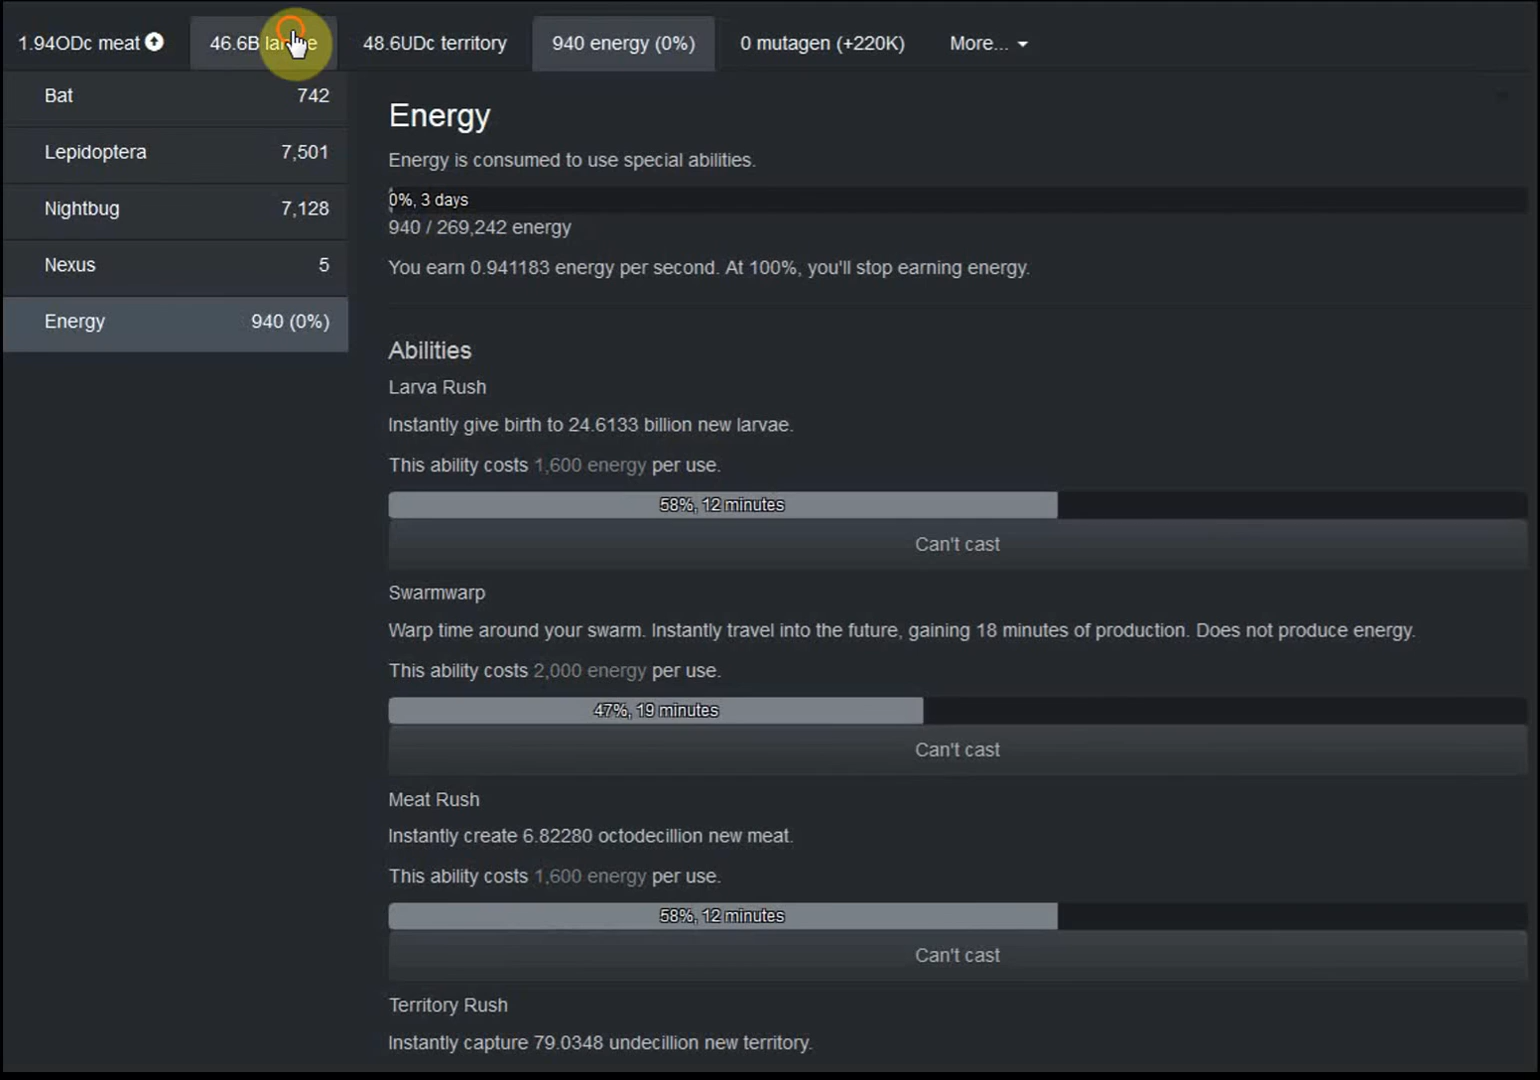 1.94ODc meat
46.6B
48.6UDc territory
940 energy (0%)
0 mutagen (+220K)
More...
Bat 742
Lepidoptera 7,501
Nightbug 7,128
Nexus 5
Energy 940 (0%)
Energy
Energy is consumed to use special abilities.
0%, 3 days
940 / 269,242 energy
You earn 0.941183 energy per second. At 100%, you'll stop earning energy.
Abilities
Larva Rush
Instantly give birth to 24.6133 billion new larvae.
This ability costs 1,600 energy per use.
58%, 12 minutes
Can't cast
Swarmwarp
Warp time around your swarm. Instantly travel into the future, gaining 18 minutes of production. Does not produce energy.
This ability costs 2,000 energy per use.
47%, 19 minutes
Can't cast
Meat Rush
Instantly create 6.82280 octodecillion new meat.
This ability costs 1,600 energy per use.
58%, 12 minutes
Can't cast
Territory Rush
Instantly capture 79.0348 undecillion new territory.